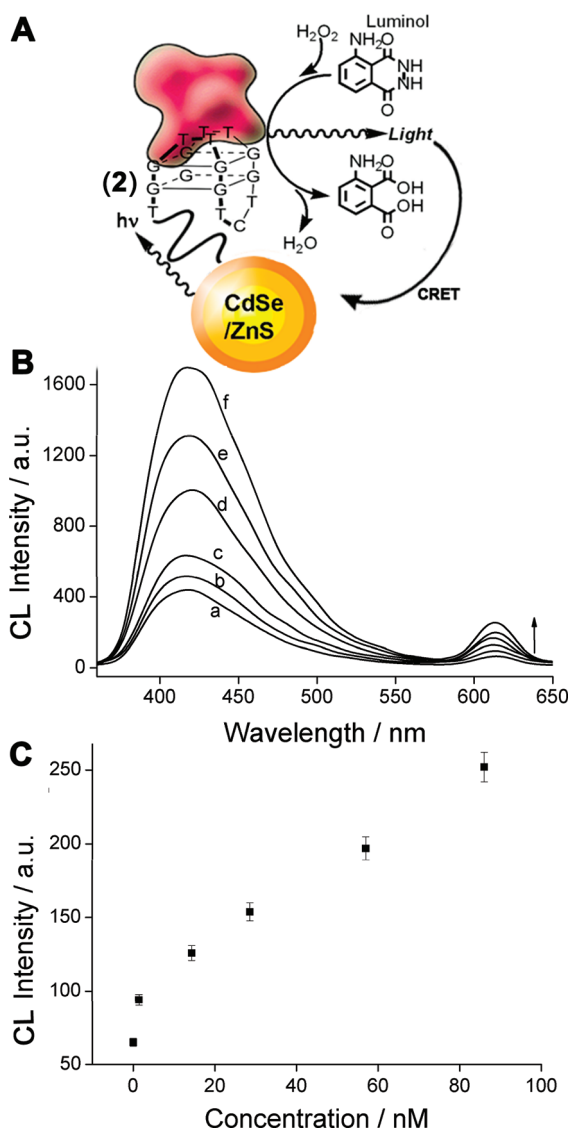 A
H₂O₂
Luminol
NH₂O
NH
NH
O
T T T T
G G
G G
G G
G G
(2)
T T C
hν
Light
NH₂O
OH
OH
O
H₂O
CdSe
/ZnS
CRET
B
1600
1200
800
400
0
CL Intensity / a.u.
f
e
d
c
b
a
400 450 500 550 600 650
Wavelength / nm
C
250
200
150
100
50
CL Intensity / a.u.
0 20 40 60 80 100
Concentration / nM